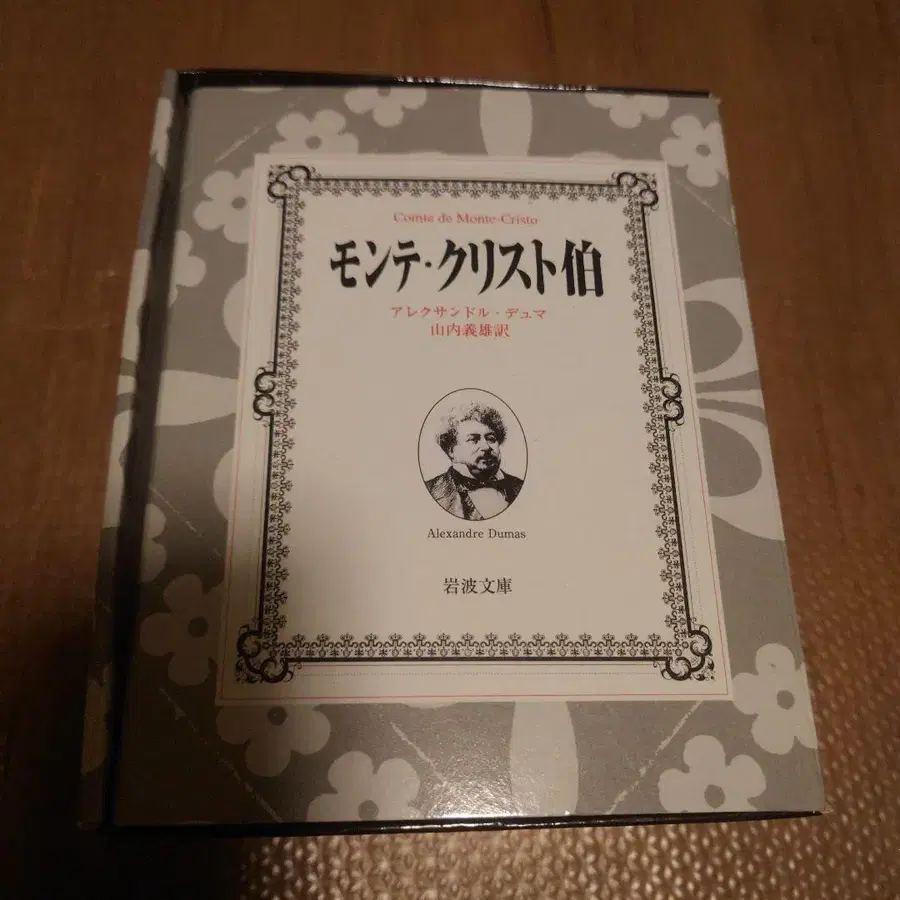 Comte de Monte-Cristo
モンテ・クリスト伯
アレクサンドル・デュマ
山内義雄訳
Alexandre Dumas
岩波文庫